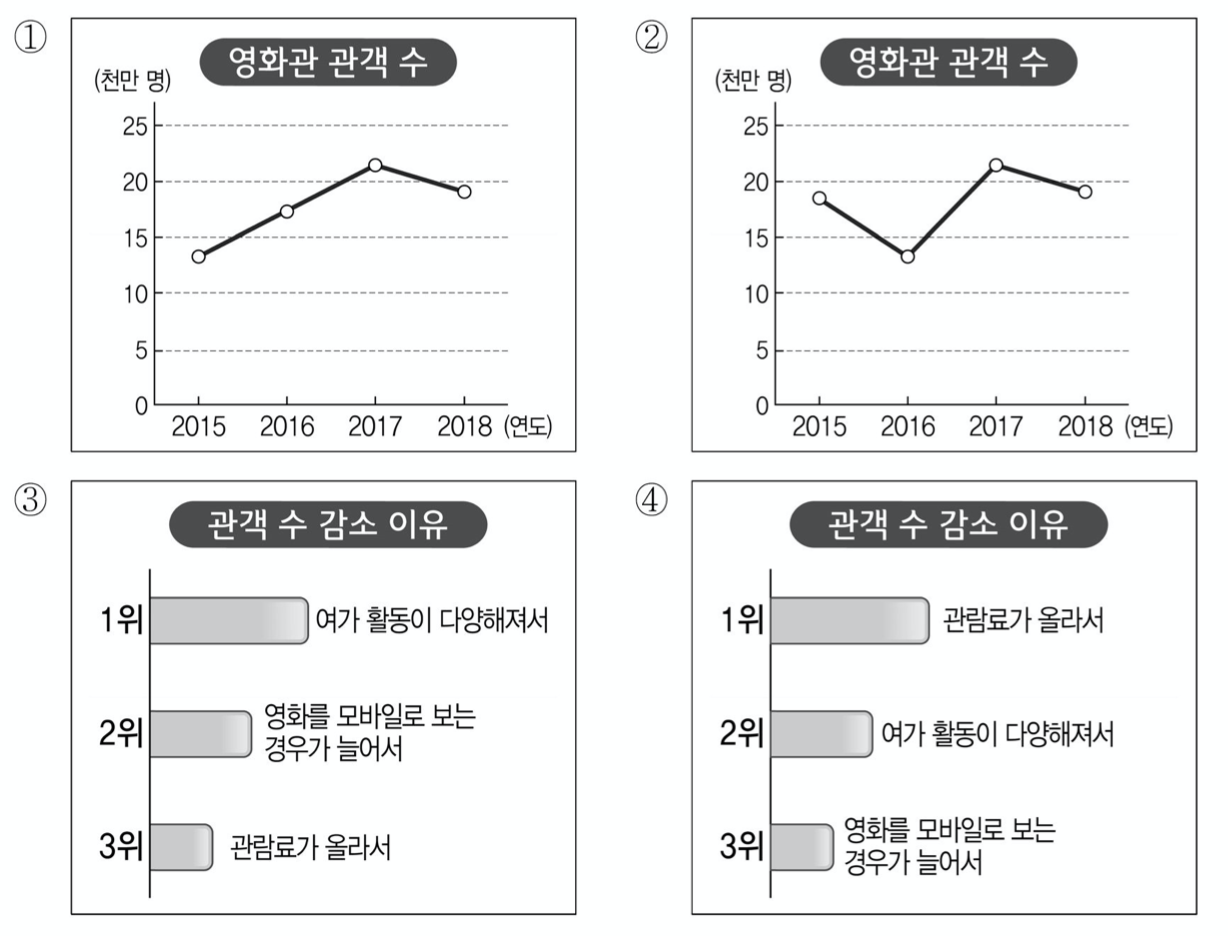 ①
영화관 관객 수
(천만 명)
25
20
15
10
5
0
2015 2016 2017 2018 (연도)
②
영화관 관객 수
(천만 명)
25
20
15
10
5
0
2015 2016 2017 2018 (연도)
③
관객 수 감소 이유
1위 여가 활동이 다양해져서
2위 영화를 모바일로 보는
경우가 늘어서
3위 관람료가 올라서
④
관객 수 감소 이유
1위 관람료가 올라서
2위 여가 활동이 다양해져서
3위 영화를 모바일로 보는
경우가 늘어서